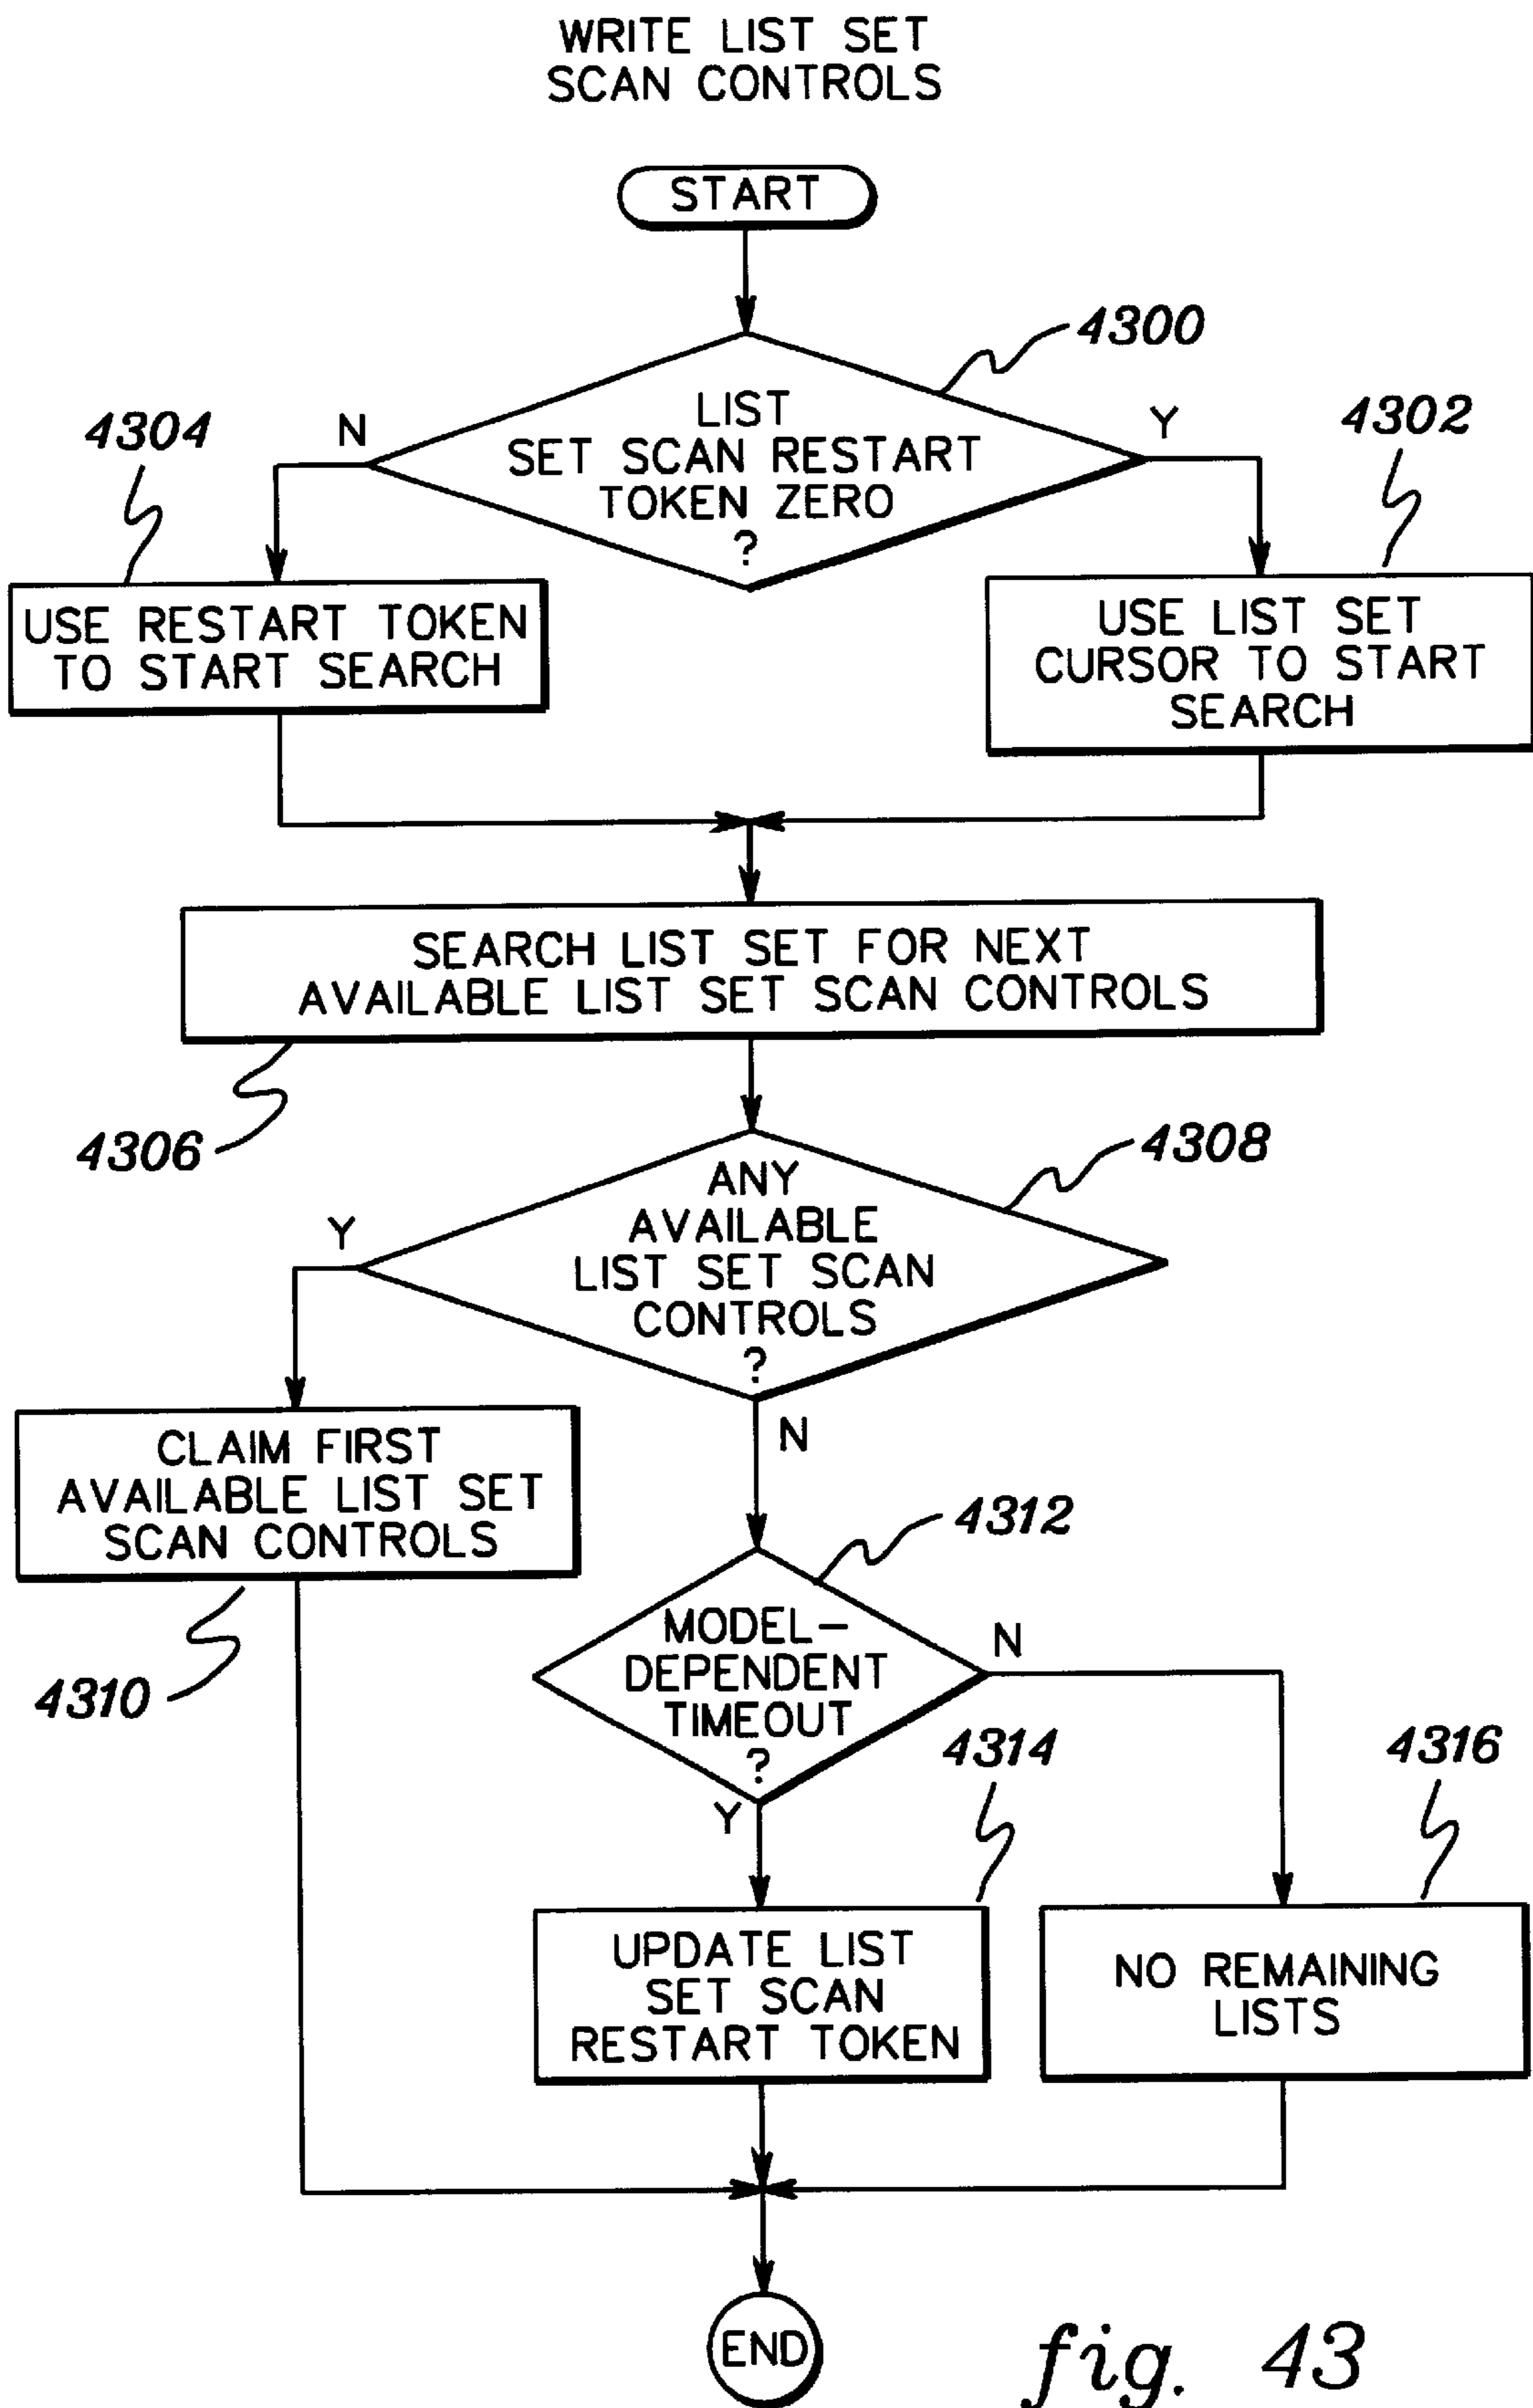 WRITE LIST SET
SCAN CONTROLS
START
4300
LIST
SET SCAN RESTART
TOKEN ZERO
?
N
Y
4304
4302
USE RESTART TOKEN
TO START SEARCH
USE LIST SET
CURSOR TO START
SEARCH
SEARCH LIST SET FOR NEXT
AVAILABLE LIST SET SCAN CONTROLS
4306
4308
ANY
AVAILABLE
LIST SET SCAN
CONTROLS
?
Y
N
CLAIM FIRST
AVAILABLE LIST SET
SCAN CONTROLS
4310
4312
MODEL-
DEPENDENT
TIMEOUT
?
N
Y
4314
4316
UPDATE LIST
SET SCAN
RESTART TOKEN
NO REMAINING
LISTS
END
fig. 43